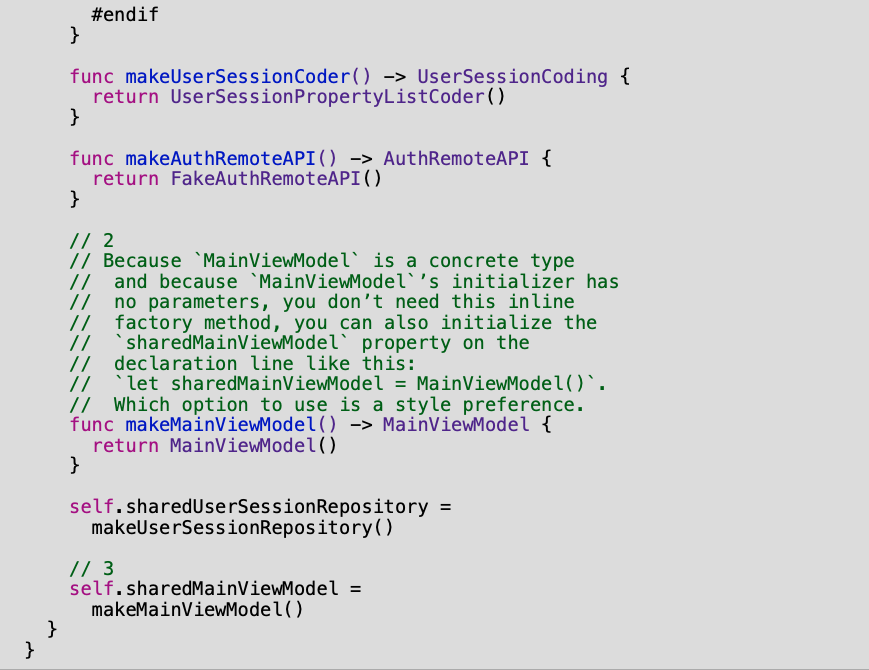 #endif
}
func makeUserSessionCoder() -> UserSessionCoding {
return UserSessionPropertyListCoder()
}
func makeAuthRemoteAPI() -> AuthRemoteAPI {
return FakeAuthRemoteAPI()
}
// 2
// Because `MainViewModel` is a concrete type
//  and because `MainViewModel`’s initializer has
//  no parameters, you don’t need this inline
//  factory method, you can also initialize the
//  `sharedMainViewModel` property on the
//  declaration line like this:
//  `let sharedMainViewModel = MainViewModel()`.
//  Which option to use is a style preference.
func makeMainViewModel() -> MainViewModel {
return MainViewModel()
}
self.sharedUserSessionRepository =
makeUserSessionRepository()
// 3
self.sharedMainViewModel =
makeMainViewModel()
}
}